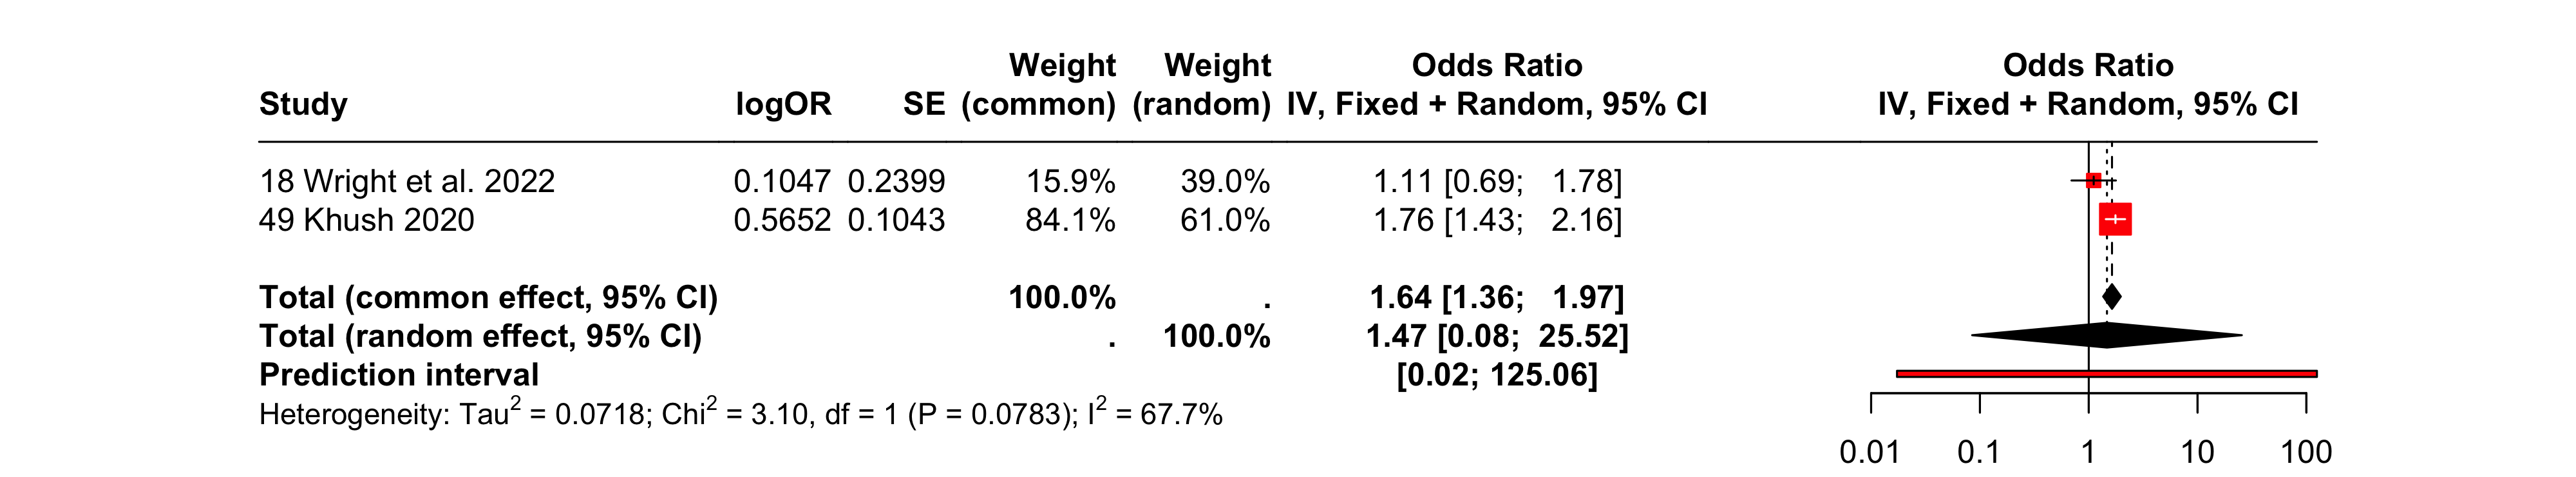 Weight Weight Odds Ratio Odds Ratio
Study logOR SE (common) (random) IV, Fixed + Random, 95% CI IV, Fixed + Random, 95% CI
18 Wright et al. 2022 0.1047 0.2399 15.9% 39.0% 1.11 [0.69; 1.78]
49 Khush 2020 0.5652 0.1043 84.1% 61.0% 1.76 [1.43; 2.16]
Total (common effect, 95% CI) 100.0% . 1.64 [1.36; 1.97]
Total (random effect, 95% CI) . 100.0% 1.47 [0.08; 25.52]
Prediction interval [0.02; 125.06]
Heterogeneity: Tau² = 0.0718; Chi² = 3.10, df = 1 (P = 0.0783); I² = 67.7%
0.01 0.1 1 10 100